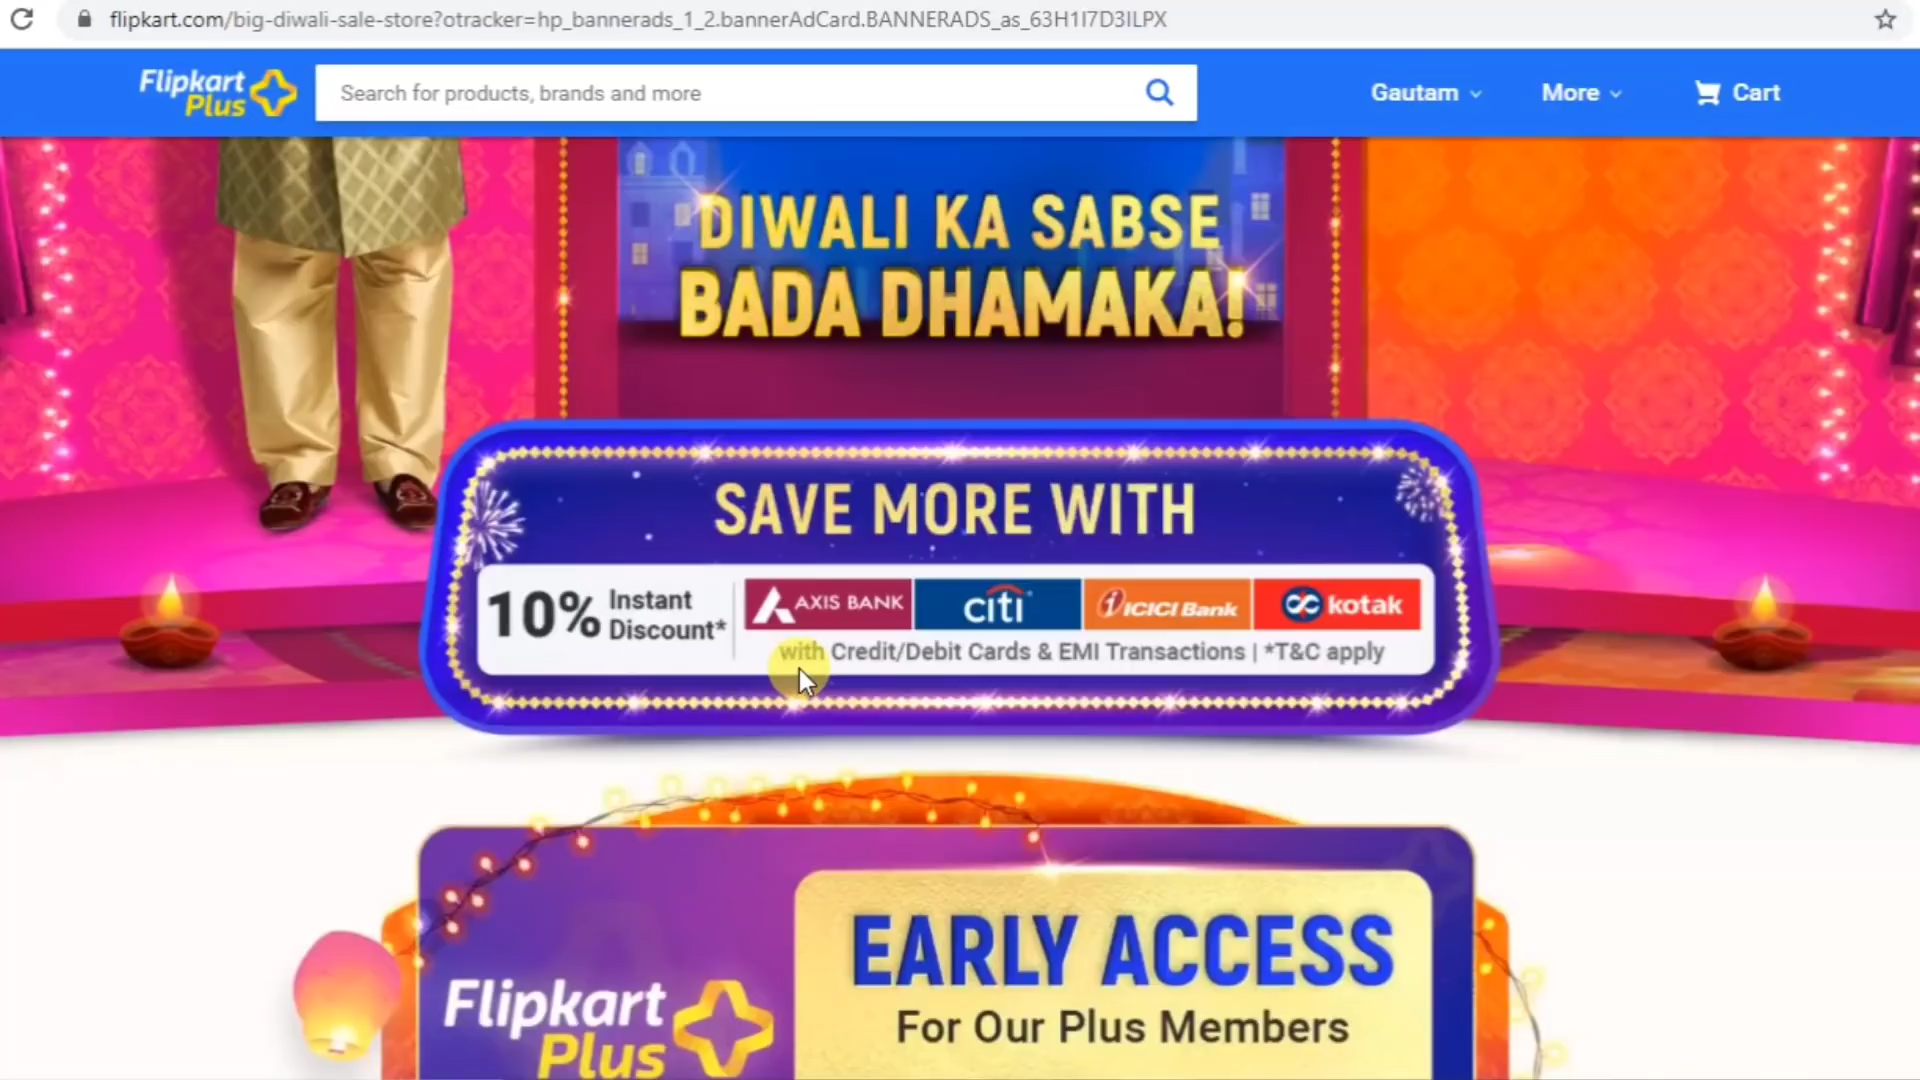 flipkart.com/big-diwali-sale-store?otracker=hp_bannerads_1_2.bannerAdCard.BANNERADS_as_63H1I7D3ILPX
Flipkart
Plus
Search for products, brands and more
Gautam
More
Cart
DIWALI KA SABSE
BADA DHAMAKA!
SAVE MORE WITH
10% Instant Discount*
AXIS BANK
citi
ICICI Bank
kotak
with Credit/Debit Cards & EMI Transactions | *T&C apply
EARLY ACCESS
For Our Plus Members
Flipkart
Plus